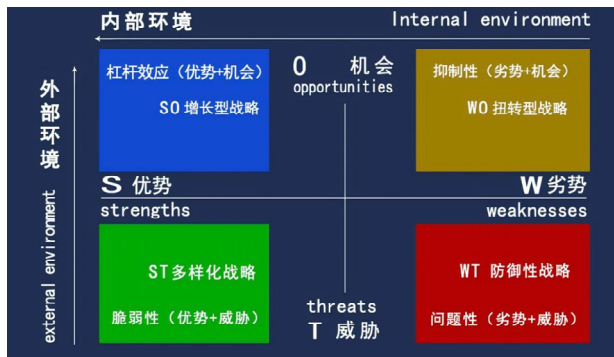 内部环境 Internal environment
外部环境
external environment
杠杆效应（优势+机会）
SO 增长型战略
O 机会
opportunities
抑制性（劣势+机会）
WO 扭转型战略
S 优势
strengths
W 劣势
weaknesses
ST多样化战略
脆弱性（优势+威胁）
threats
T 威胁
WT 防御性战略
问题性（劣势+威胁）